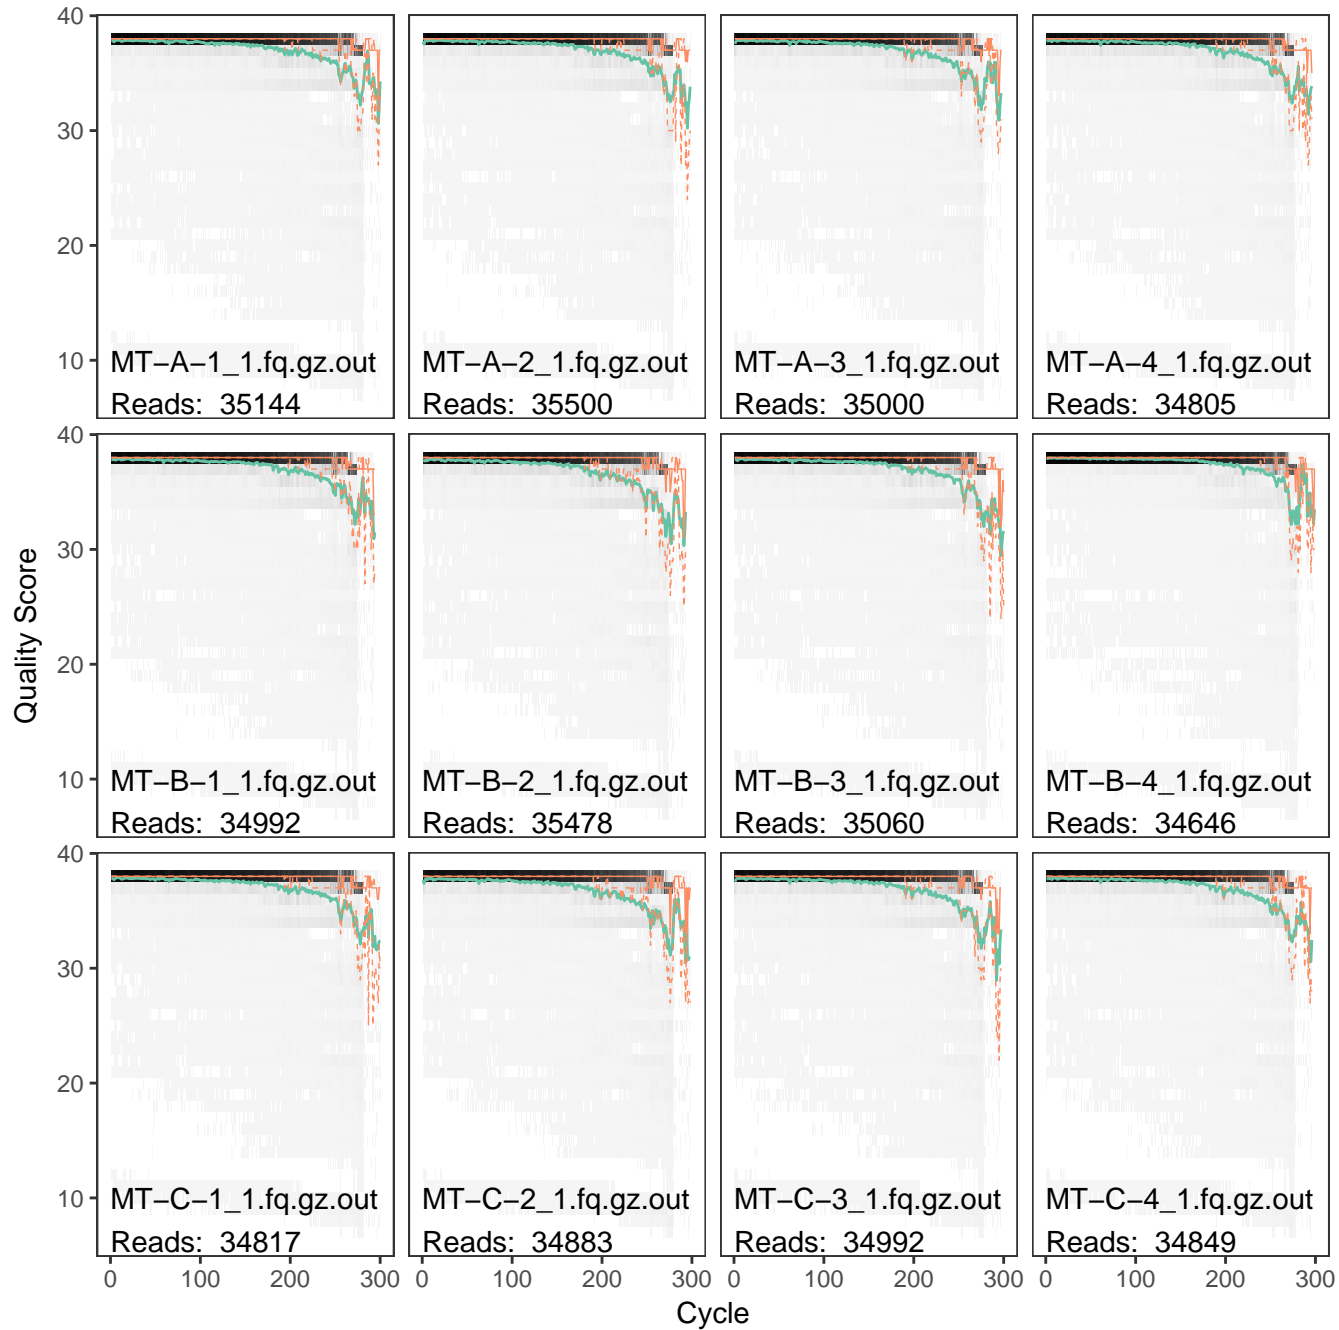 40
30
20
10
MT−A−1_1.fq.gz.out
Reads: 35144
MT−A−2_1.fq.gz.out
Reads: 35500
MT−A−3_1.fq.gz.out
Reads: 35000
MT−A−4_1.fq.gz.out
Reads: 34805
40
30
20
10
Quality Score
MT−B−1_1.fq.gz.out
Reads: 34992
MT−B−2_1.fq.gz.out
Reads: 35478
MT−B−3_1.fq.gz.out
Reads: 35060
MT−B−4_1.fq.gz.out
Reads: 34646
40
30
20
10
MT−C−1_1.fq.gz.out
Reads: 34817
MT−C−2_1.fq.gz.out
Reads: 34883
MT−C−3_1.fq.gz.out
Reads: 34992
MT−C−4_1.fq.gz.out
Reads: 34849
0 100 200 300 0 100 200 300 0 100 200 300 0 100 200 300
Cycle